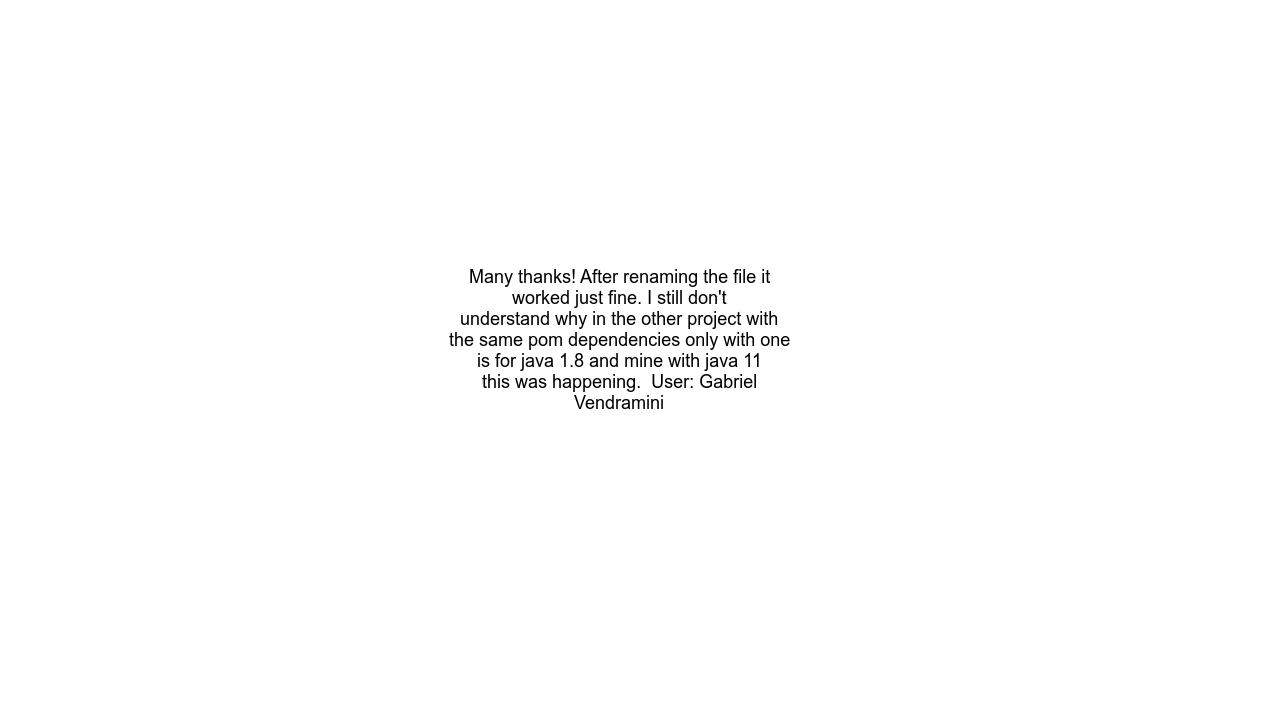 Many thanks! After renaming the file it
worked just fine. I still don't
understand why in the other project with
the same pom dependencies only with one
is for java 1.8 and mine with java 11
this was happening.  User: Gabriel
Vendramini